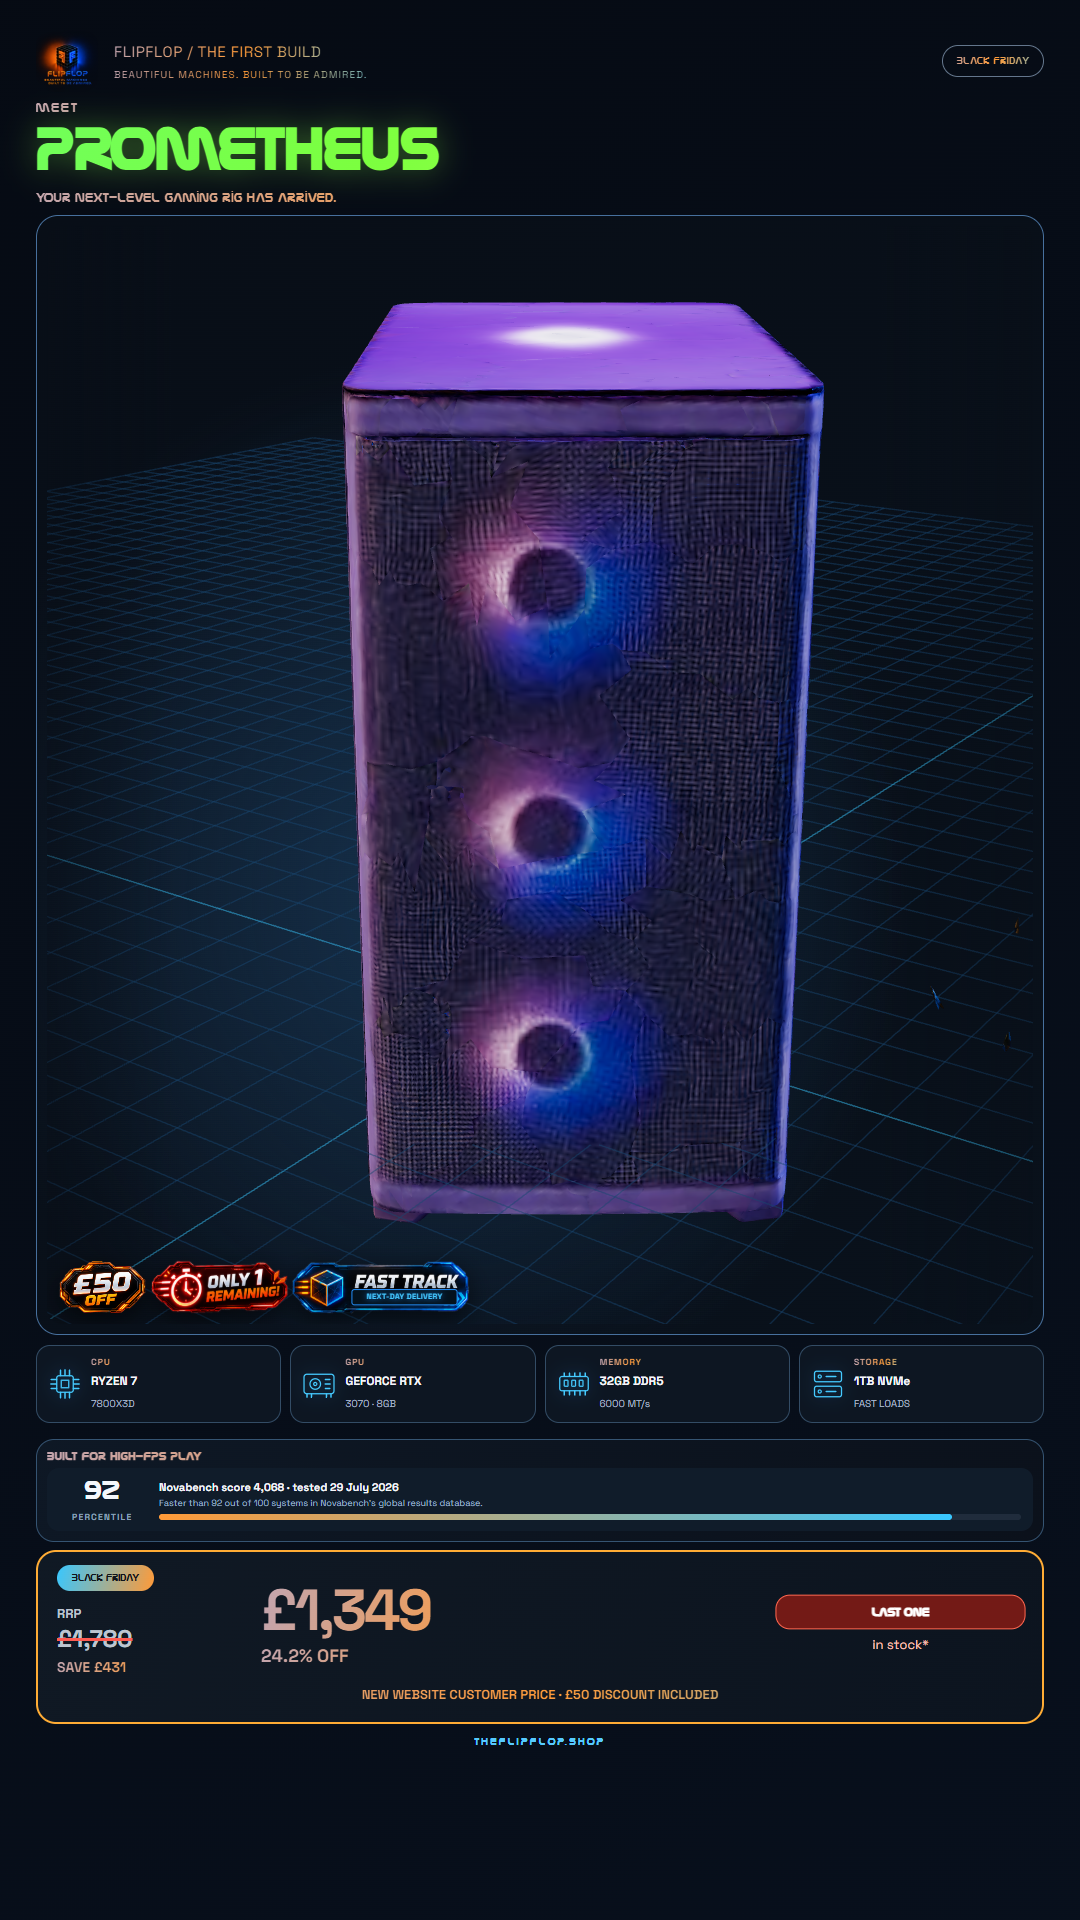 FLIPFLOP
FLIPFLOP / THE FIRST BUILD
BEAUTIFUL MACHINES. BUILT TO BE ADMIRED.
BLACK FRIDAY
MEET
PROMETHEUS
YOUR NEXT-LEVEL GAMING RIG HAS ARRIVED.
£50
OFF
ONLY 1
REMAINING!
FAST TRACK
NEXT-DAY DELIVERY
CPU
RYZEN 7
7800X3D
GPU
GEFORCE RTX
3070 · 8GB
MEMORY
32GB DDR5
6000 MT/s
STORAGE
1TB NVMe
FAST LOADS
BUILT FOR HIGH-FPS PLAY
92
PERCENTILE
Novabench score 4,068 · tested 29 July 2026
Faster than 92 out of 100 systems in Novabench's global results database.
BLACK FRIDAY
RRP
£1,780
SAVE £431
£1,349
24.2% OFF
LAST ONE
in stock*
NEW WEBSITE CUSTOMER PRICE · £50 DISCOUNT INCLUDED
THEFLIPFLOP.SHOP